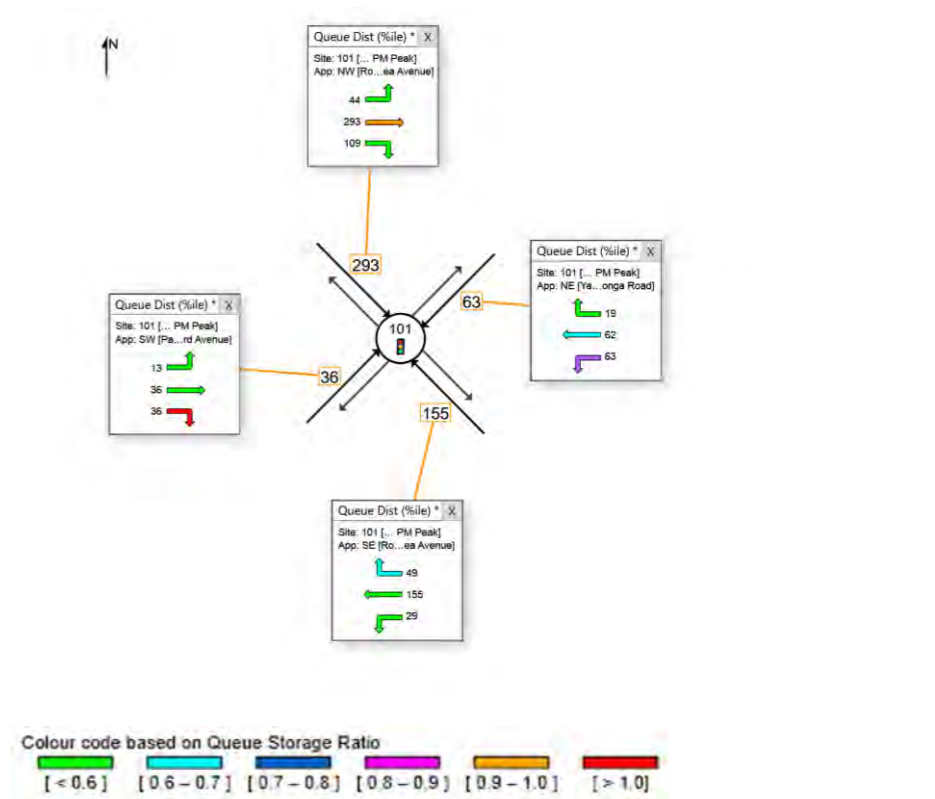 N
Queue Dist (%ile) * X
Site: 101 [... PM Peak]
App: NW [Ro...ea Avenue]
44
293
109
293
Queue Dist (%ile) * X
Site: 101 [... PM Peak]
App: NE [Ya...onga Road]
19
62
63
63
Queue Dist (%ile) * X
Site: 101 [... PM Peak]
App: SW [Pa...rd Avenue]
13
36
36
36
101
155
Queue Dist (%ile) * X
Site: 101 [... PM Peak]
App: SE [Ro...ea Avenue]
49
155
29
Colour code based on Queue Storage Ratio
[ < 0.6 ] [ 0.6 – 0.7 ] [ 0.7 – 0.8 ] [ 0.8 – 0.9 ] [ 0.9 – 1.0 ] [ > 1.0 ]